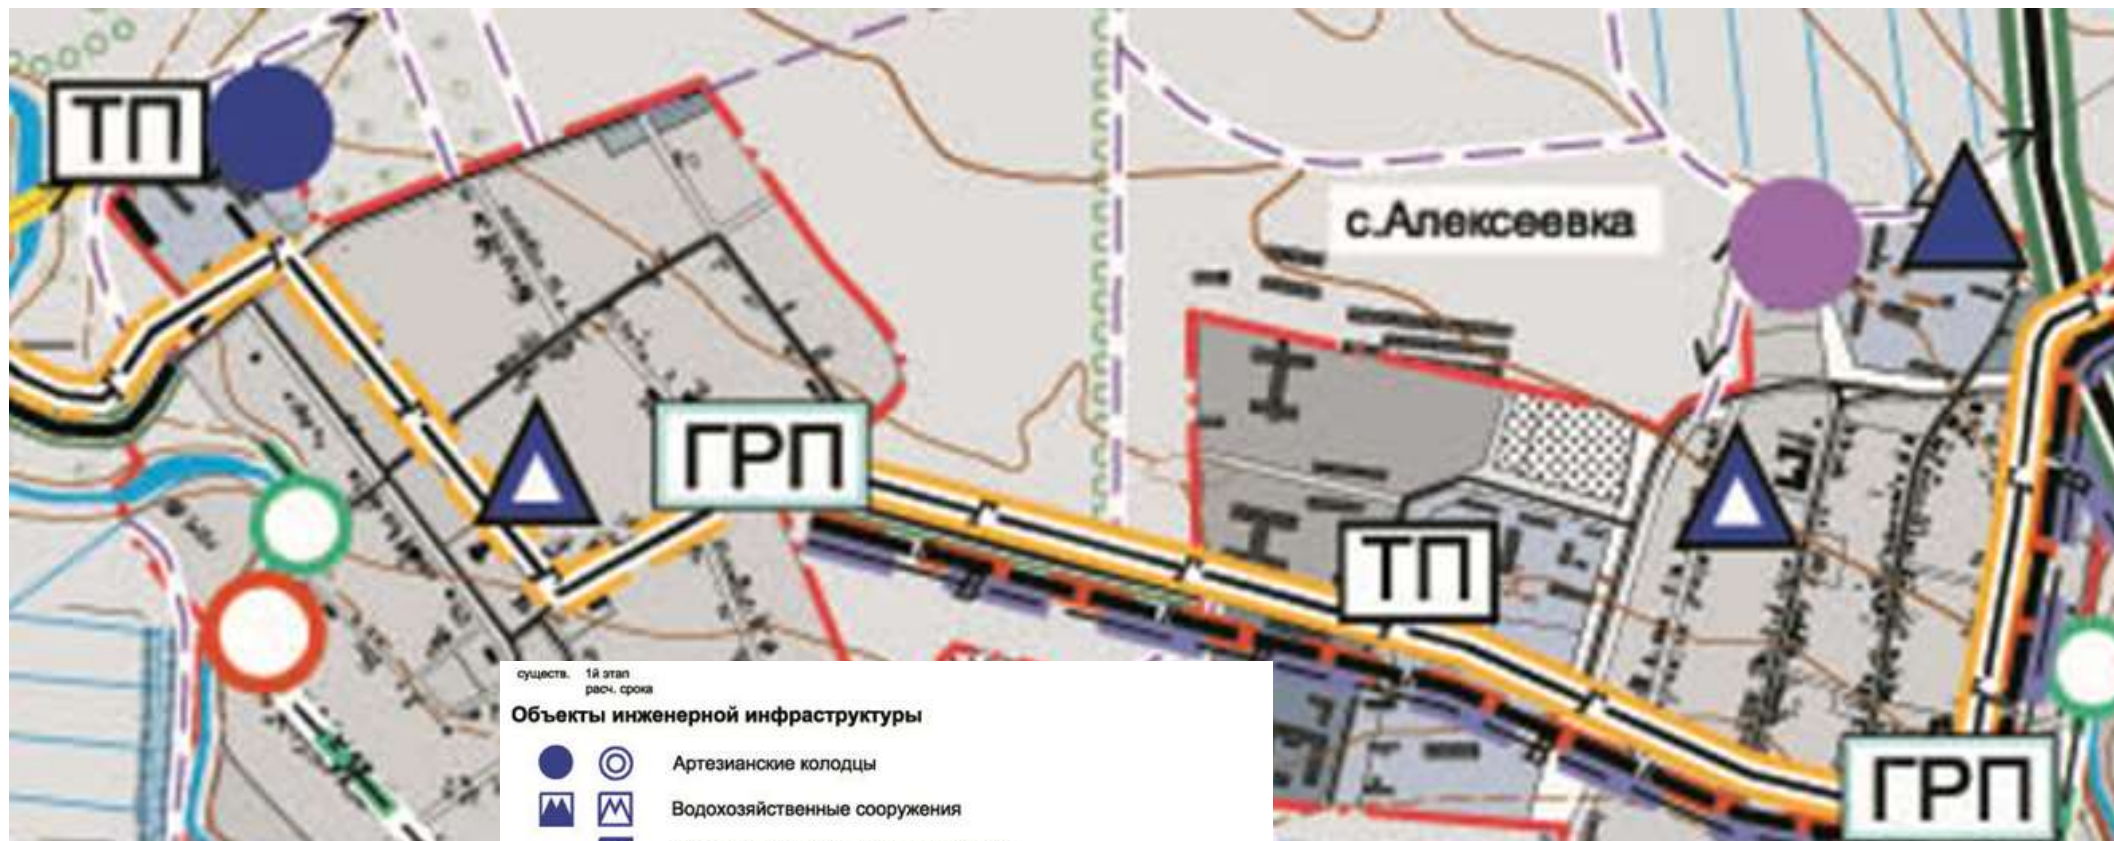 ТП
с.Алексеевка
ГРП
ТП
ГРП
существ. 1й этап
расч. срока
Объекты инженерной инфраструктуры
Артезианские колодцы
Водохозяйственные сооружения